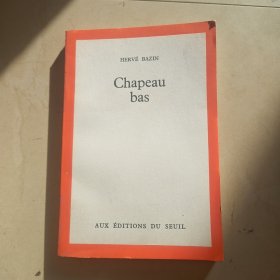 HERVÉ BAZIN
Chapeau
bas
AUX ÉDITIONS DU SEUIL